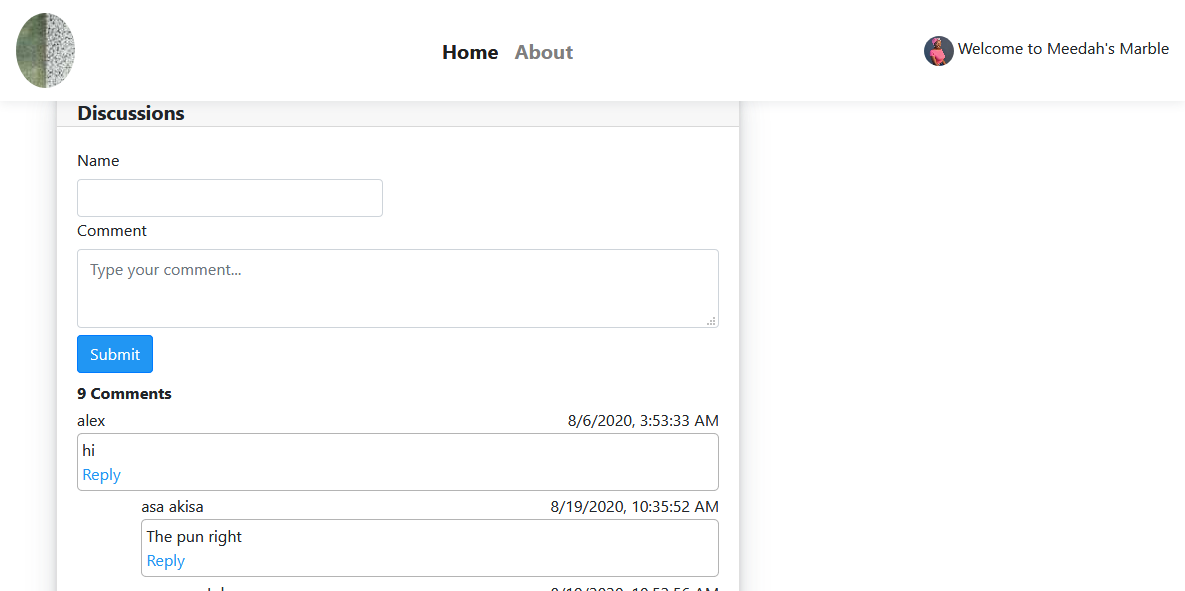 Home About Welcome to Meedah's Marble
Discussions
Name
Comment
Type your comment...
Submit
9 Comments
alex 8/6/2020, 3:53:33 AM
hi
Reply
asa akisa 8/19/2020, 10:35:52 AM
The pun right
Reply